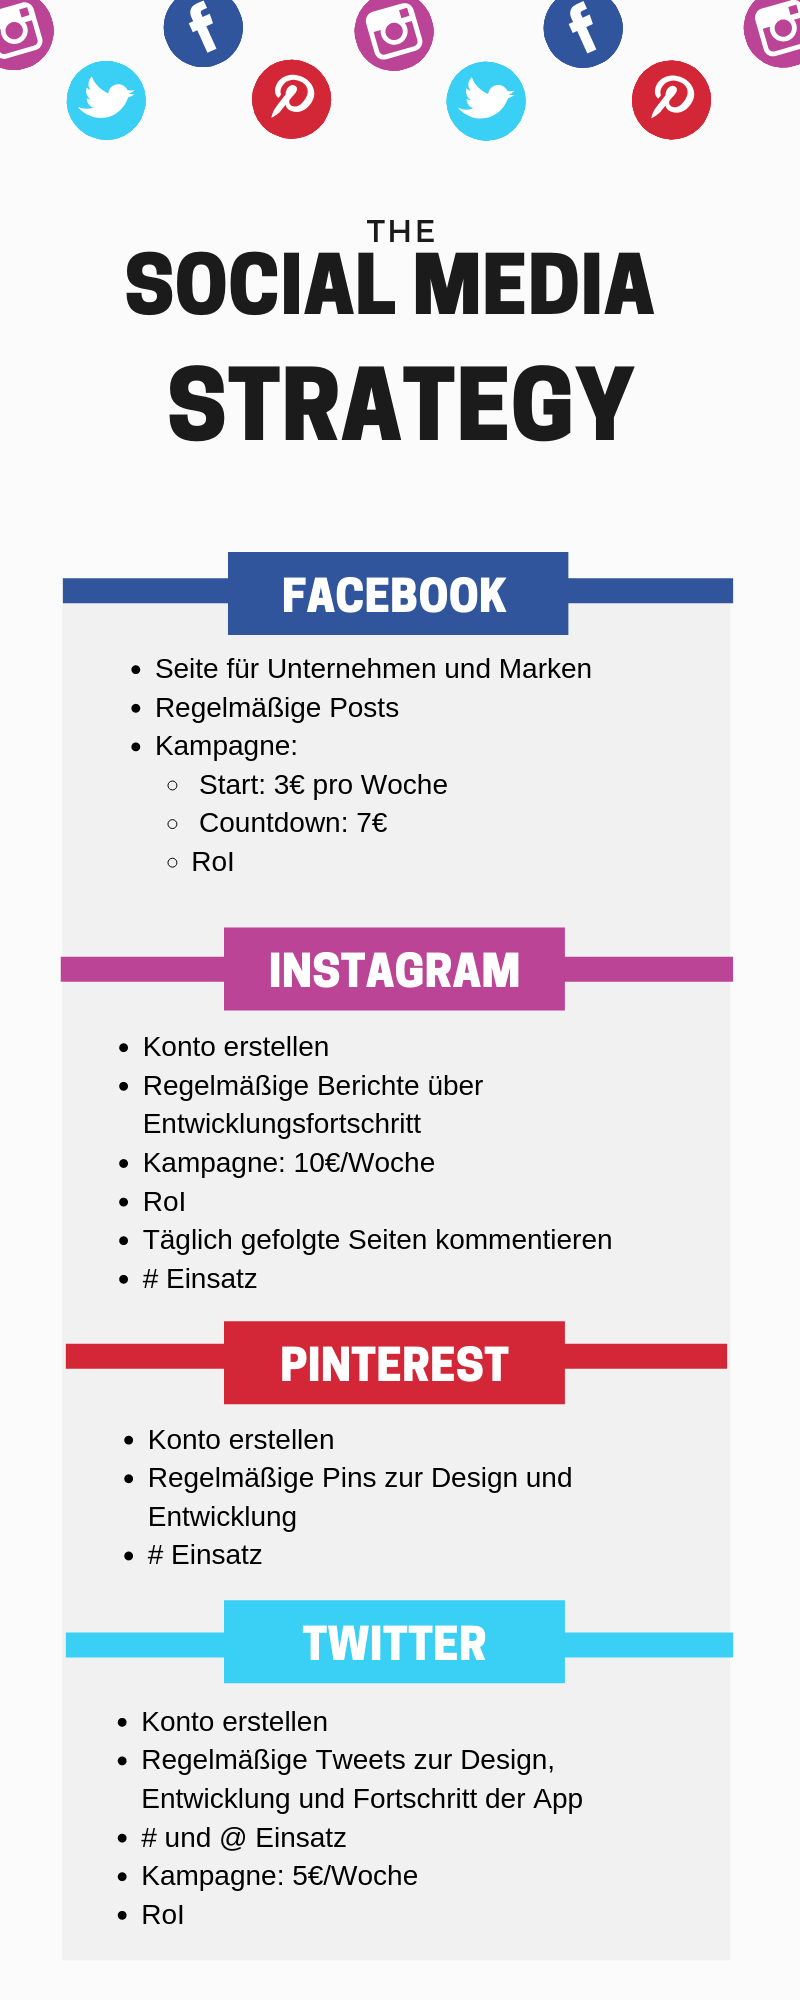 THE
SOCIAL MEDIA
STRATEGY
FACEBOOK
• Seite für Unternehmen und Marken
• Regelmäßige Posts
• Kampagne:
◦ Start: 3€ pro Woche
◦ Countdown: 7€
◦ RoI
INSTAGRAM
• Konto erstellen
• Regelmäßige Berichte über
Entwicklungsfortschritt
• Kampagne: 10€/Woche
• RoI
• Täglich gefolgte Seiten kommentieren
• # Einsatz
PINTEREST
• Konto erstellen
• Regelmäßige Pins zur Design und
Entwicklung
• # Einsatz
TWITTER
• Konto erstellen
• Regelmäßige Tweets zur Design,
Entwicklung und Fortschritt der App
• # und @ Einsatz
• Kampagne: 5€/Woche
• RoI